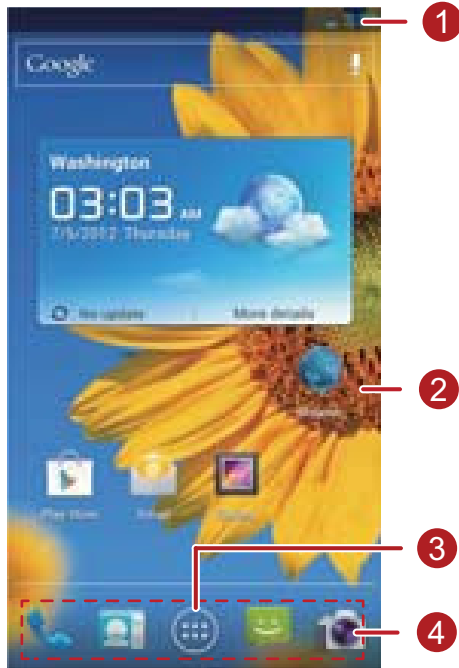 1
Google
Washington
03:03 AM
7/5/2012 Thursday
No update
More details
2
Play Store
3
4